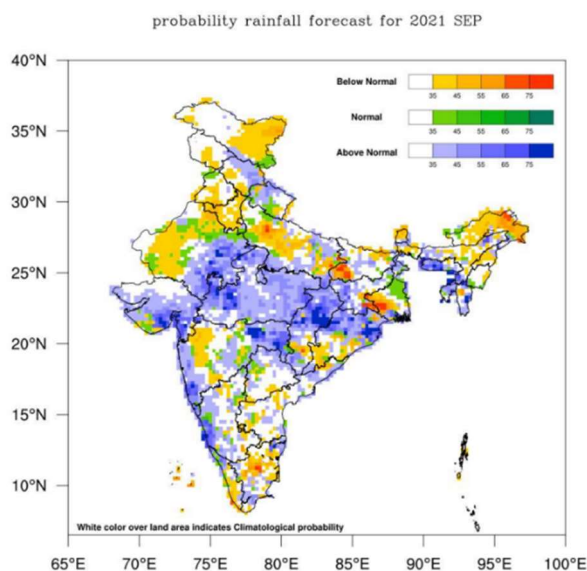 probability rainfall forecast for 2021 SEP
40°N
35°N
30°N
25°N
20°N
15°N
10°N
Below Normal
35 45 55 65 75
Normal
35 45 55 65 75
Above Normal
35 45 55 65 75
White color over land area indicates Climatological probability
65°E 70°E 75°E 80°E 85°E 90°E 95°E 100°E